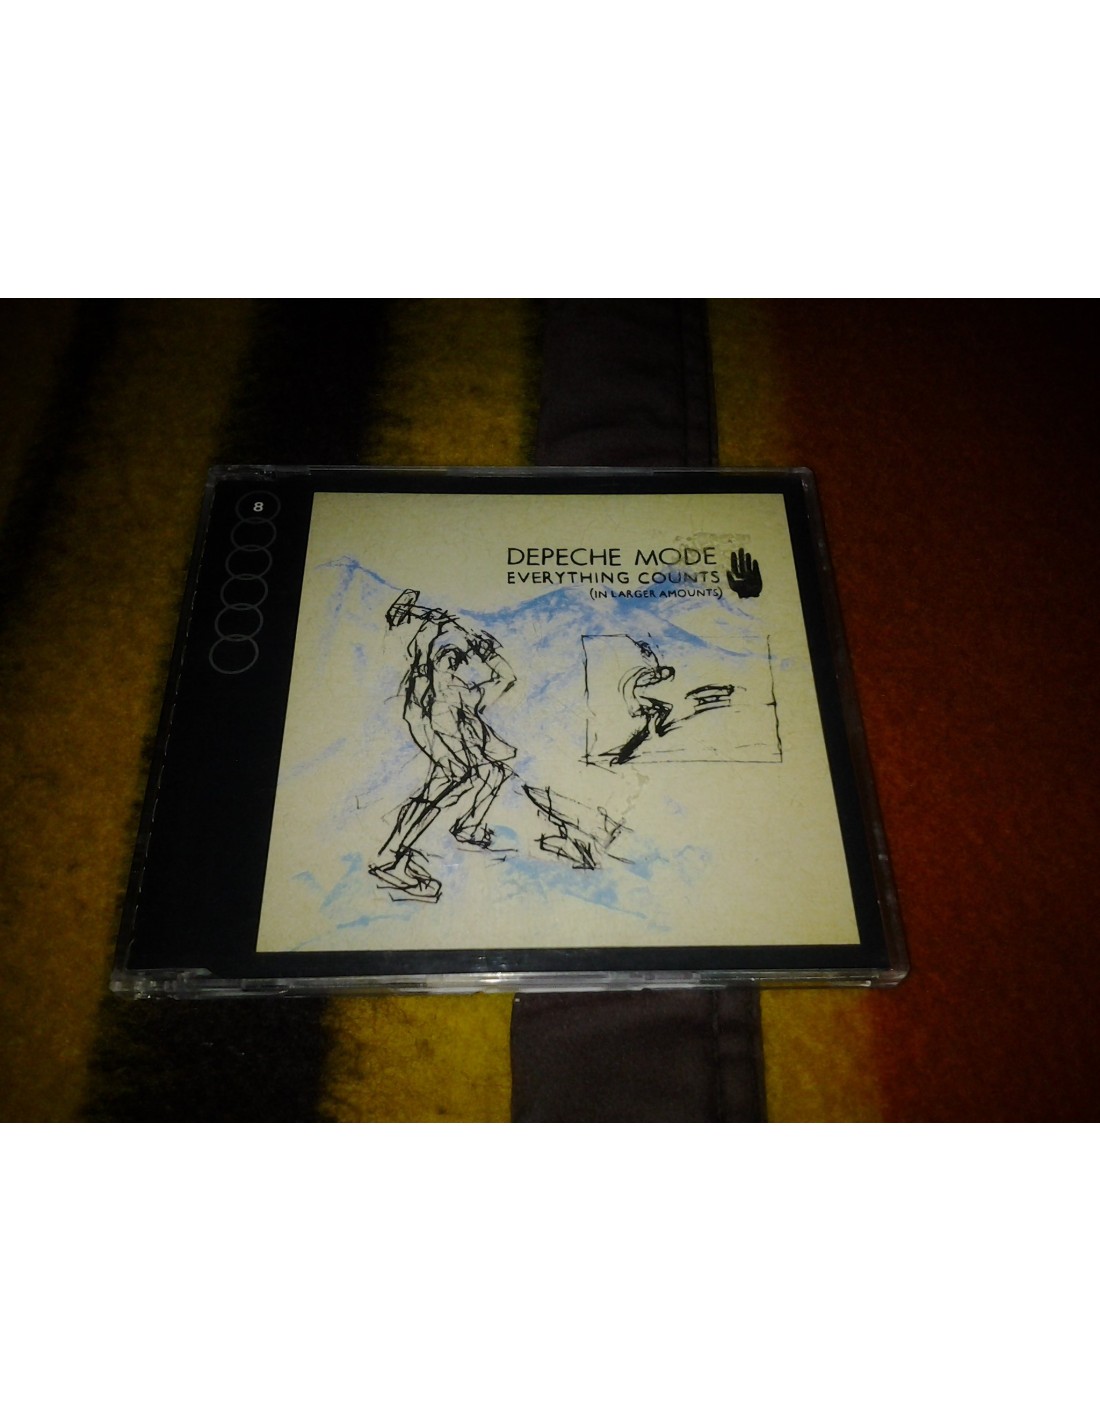 8
DEPECHE MODE
EVERYTHING COUNTS
(IN LARGER AMOUNTS)